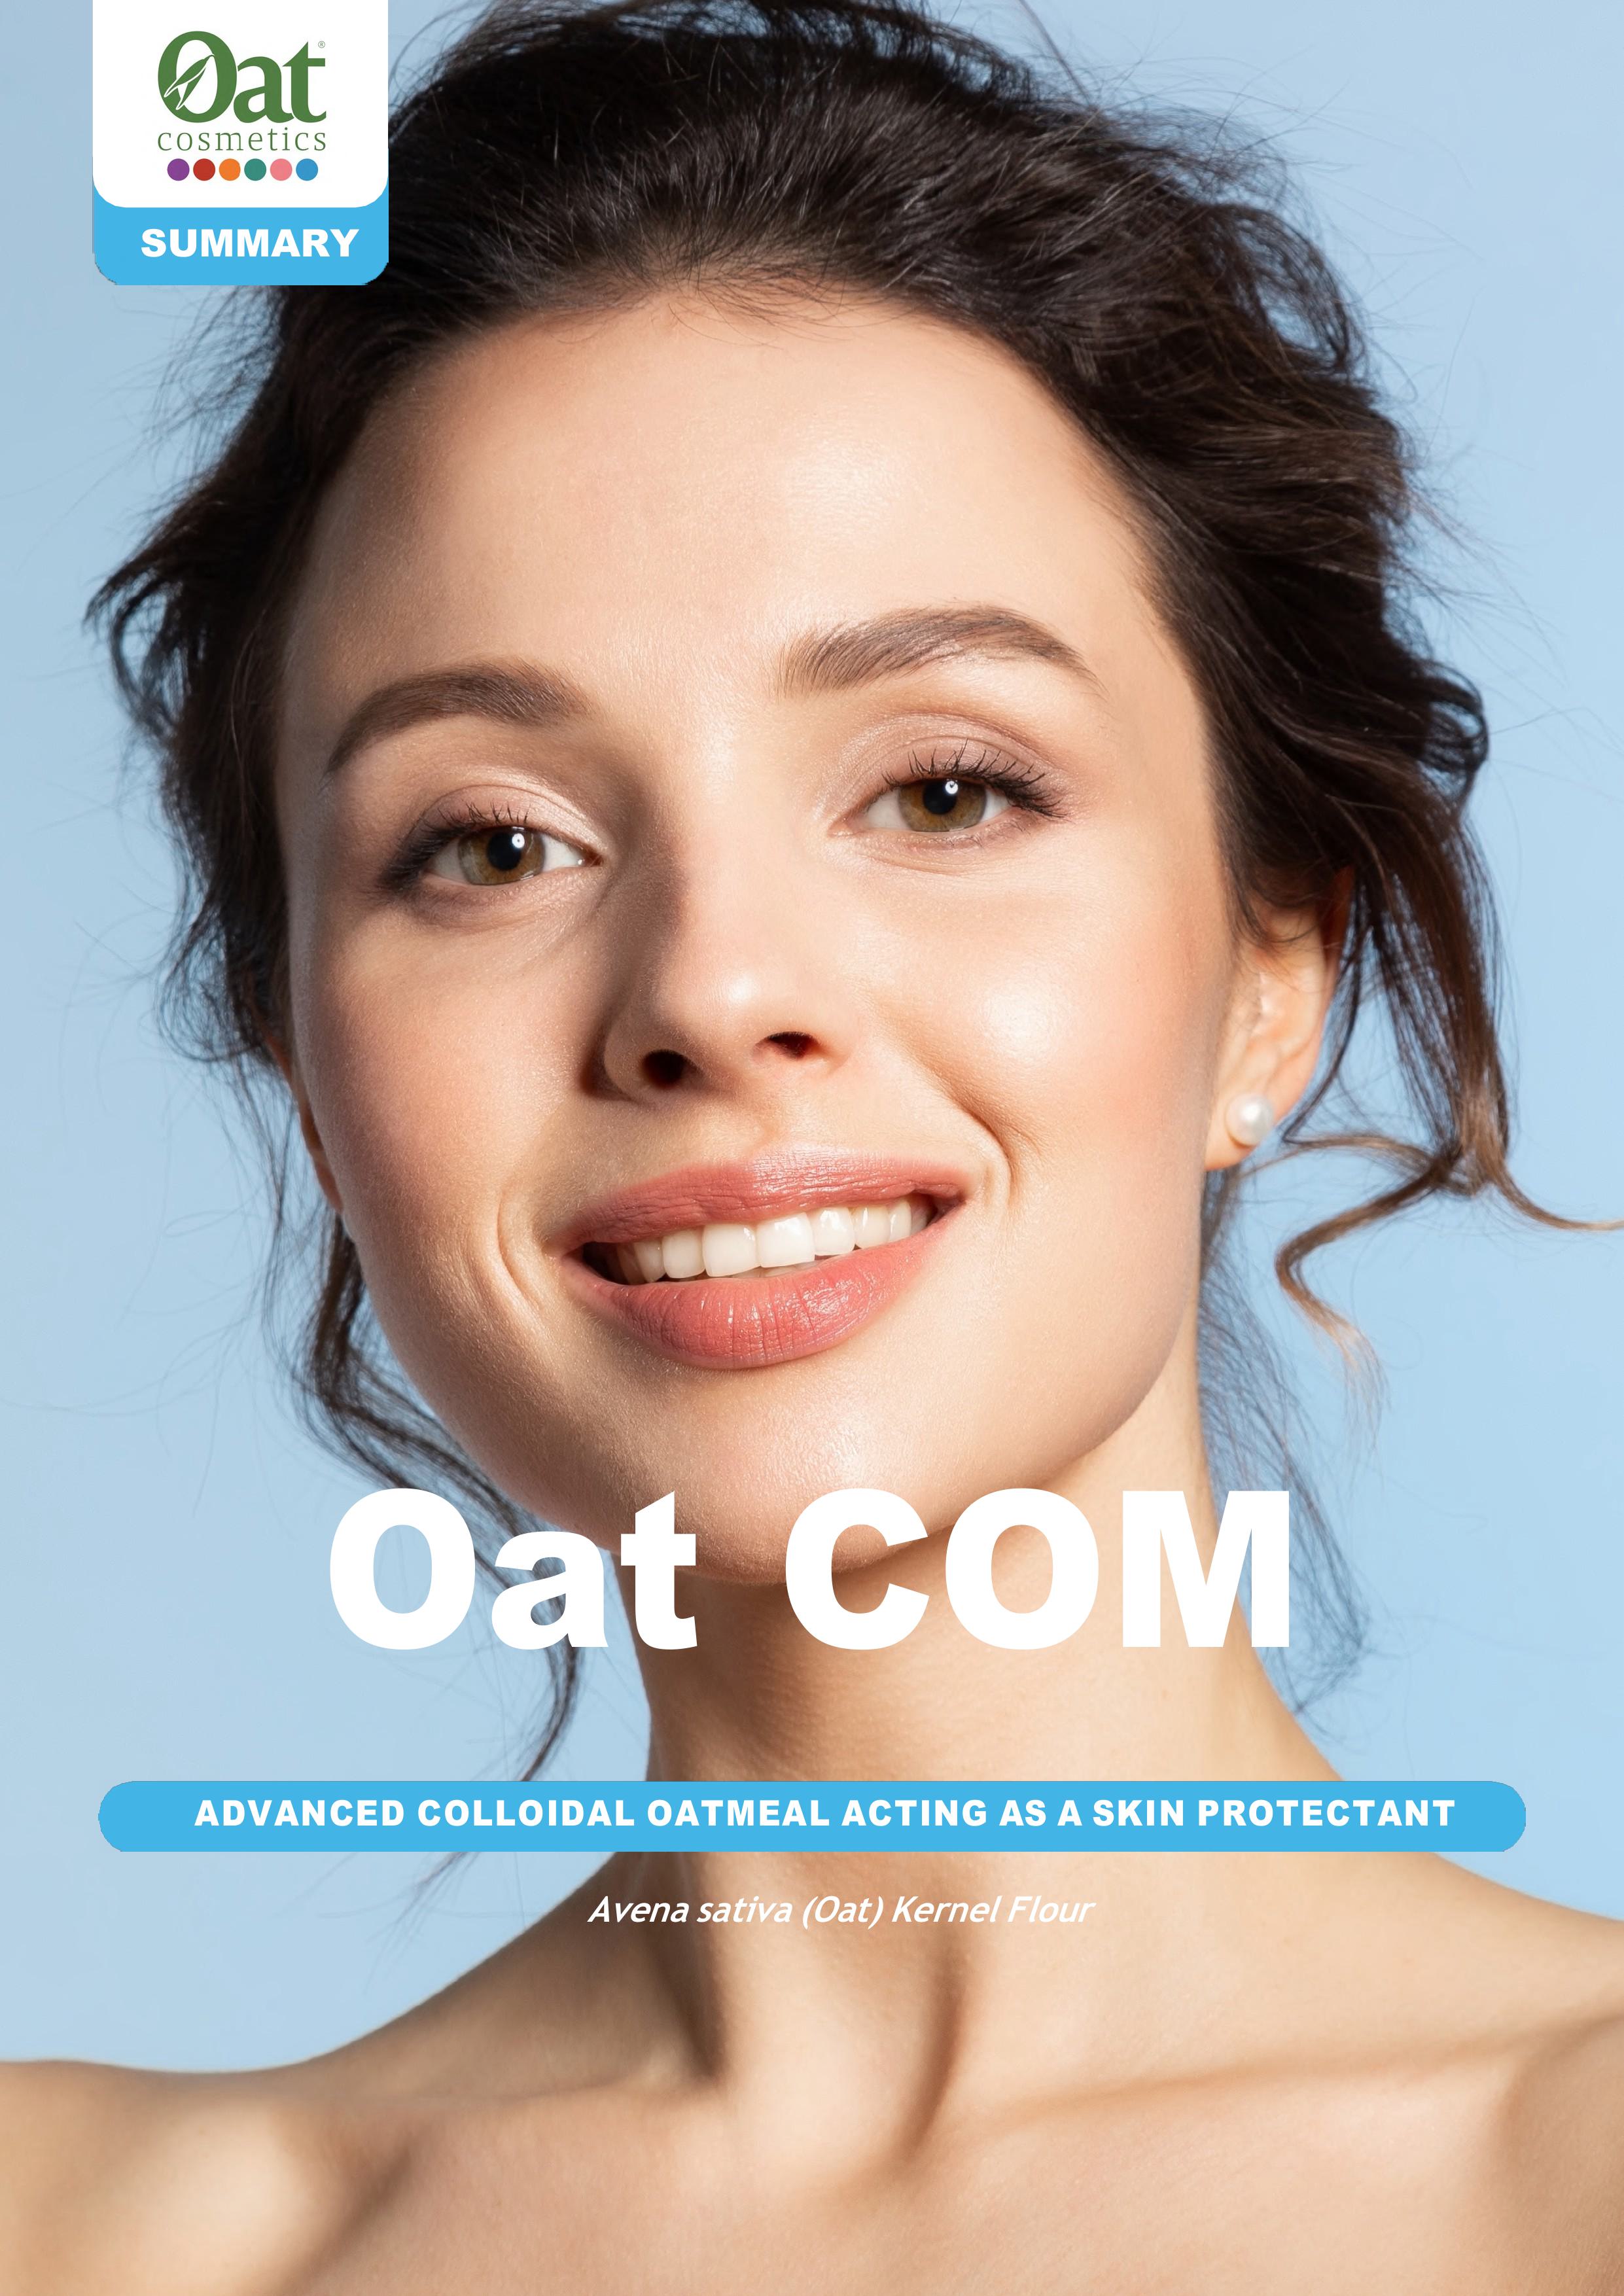 Oat®
cosmetics
SUMMARY
Oat COM
ADVANCED COLLOIDAL OATMEAL ACTING AS A SKIN PROTECTANT
Avena sativa (Oat) Kernel Flour